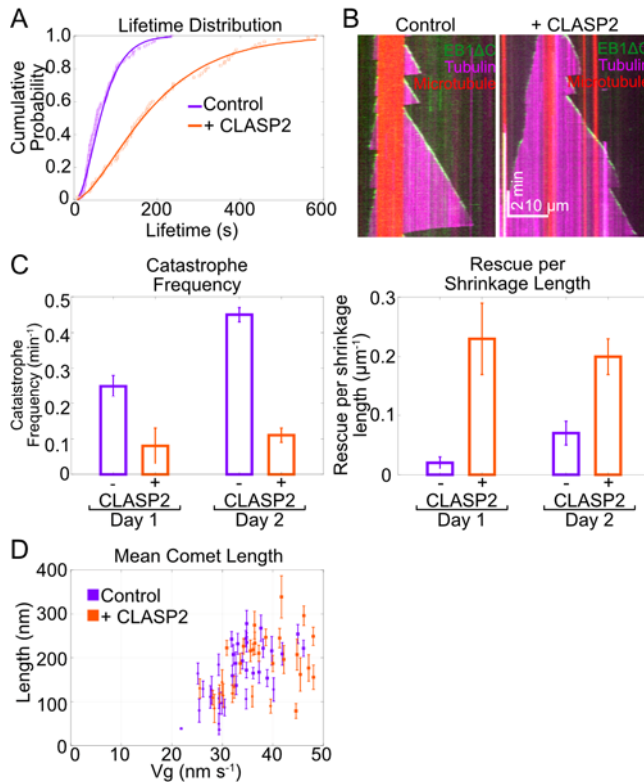 A
Lifetime Distribution
Cumulative
Probability
1.0
0.8
0.6
0.4
0.2
0.0
Control
+ CLASP2
0
200
400
600
Lifetime (s)
B
Control
+ CLASP2
EB1ΔC
Tubulin
Microtubule
EB1ΔC
Tubulin
Microtubule
2 min
10 μm
C
Catastrophe
Frequency
Catatstrophe
Frequency (min⁻¹)
0.5
0.4
0.3
0.2
0.1
0
- + - +
CLASP2 CLASP2
Day 1 Day 2
Rescue per
Shrinkage Length
Rescue per shrinkage
length (μm⁻¹)
0.3
0.2
0.1
0
- + - +
CLASP2 CLASP2
Day 1 Day 2
D
Mean Comet Length
Length (nm)
400
300
200
100
0
Control
+ CLASP2
0 10 20 30 40 50
Vg (nm s⁻¹)